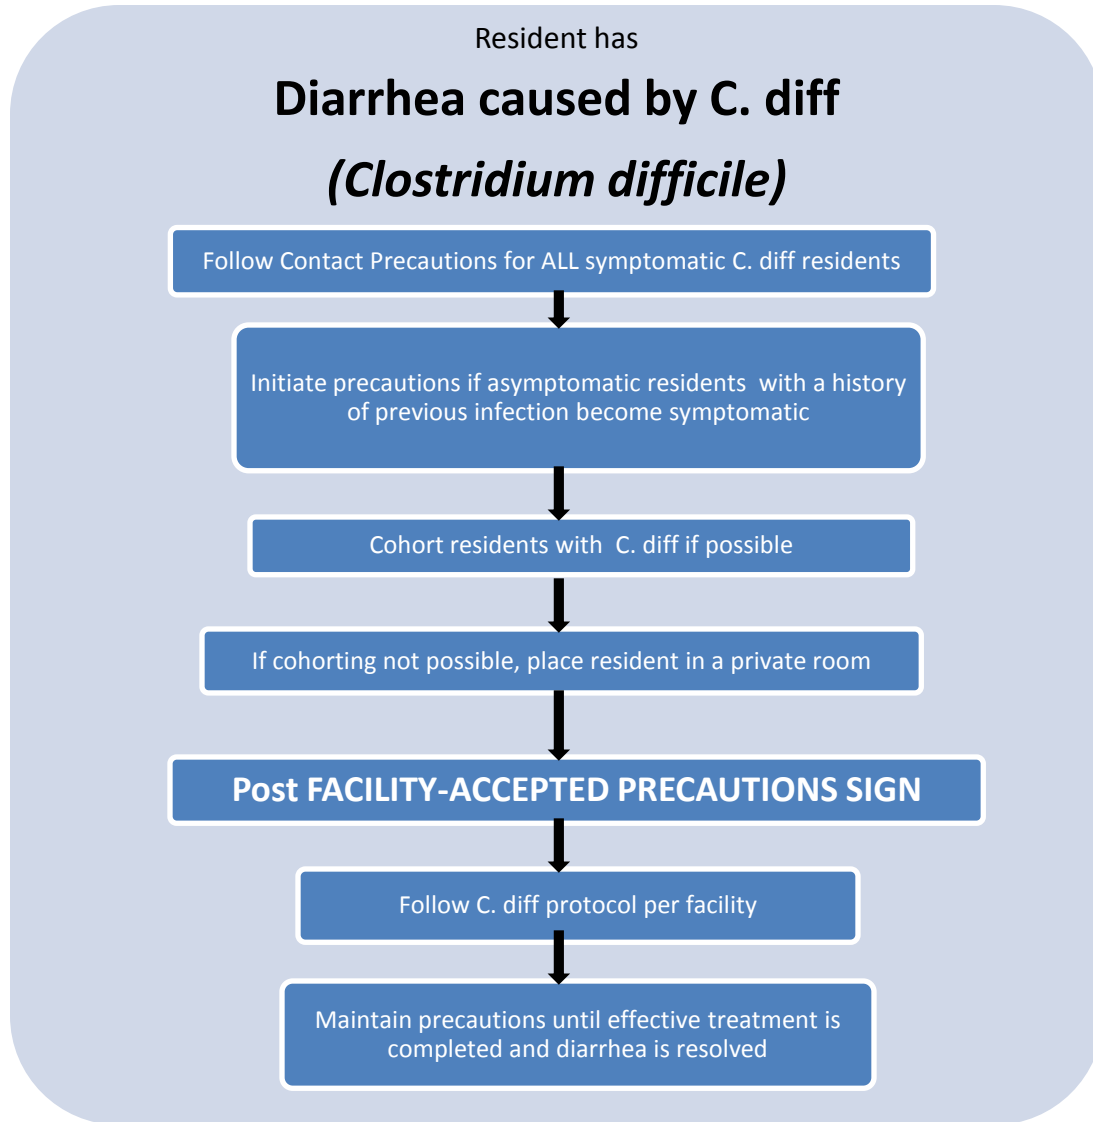 Resident has
Diarrhea caused by C. diff
(Clostridium difficile)
Follow Contact Precautions for ALL symptomatic C. diff residents
Initiate precautions if asymptomatic residents  with a history
of previous infection become symptomatic
Cohort residents with  C. diff if possible
If cohorting not possible, place resident in a private room
Post FACILITY-ACCEPTED PRECAUTIONS SIGN
Follow C. diff protocol per facility
Maintain precautions until effective treatment is
completed and diarrhea is resolved